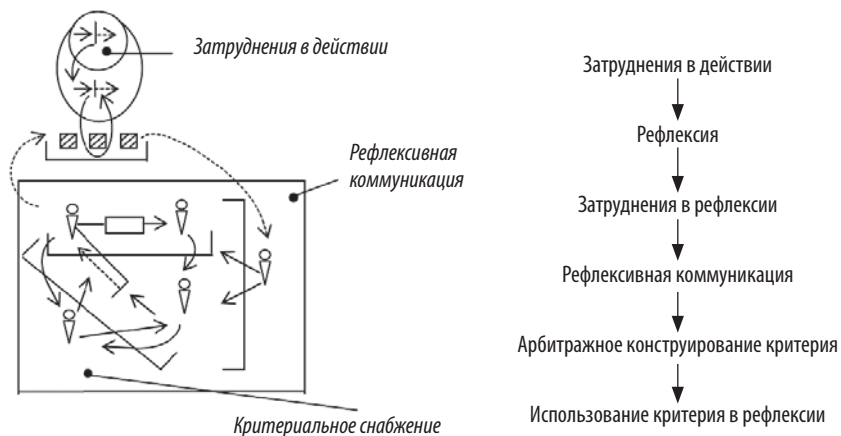 Затруднения в действии
Рефлексивная
коммуникация
Критериальное снабжение
Затруднения в действии
Рефлексия
Затруднения в рефлексии
Рефлексивная коммуникация
Арбитражное конструирование критерия
Использование критерия в рефлексии